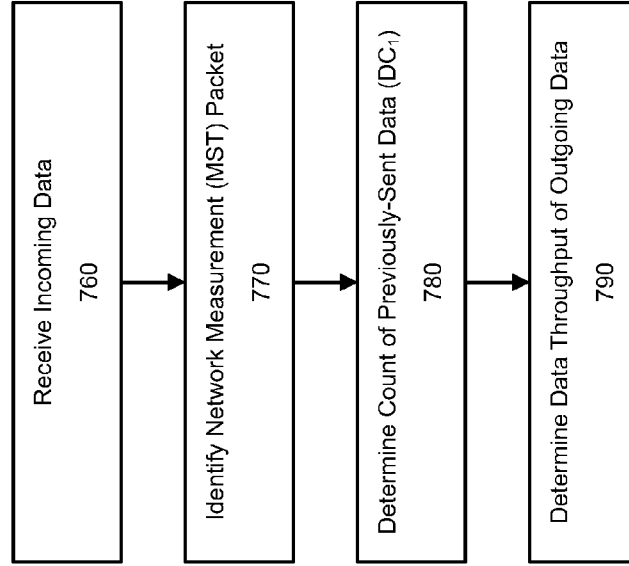 Receive Incoming Data
760
Identify Network Measurement (MST) Packet
770
Determine Count of Previously-Sent Data (DC₁)
780
Determine Data Throughput of Outgoing Data
790